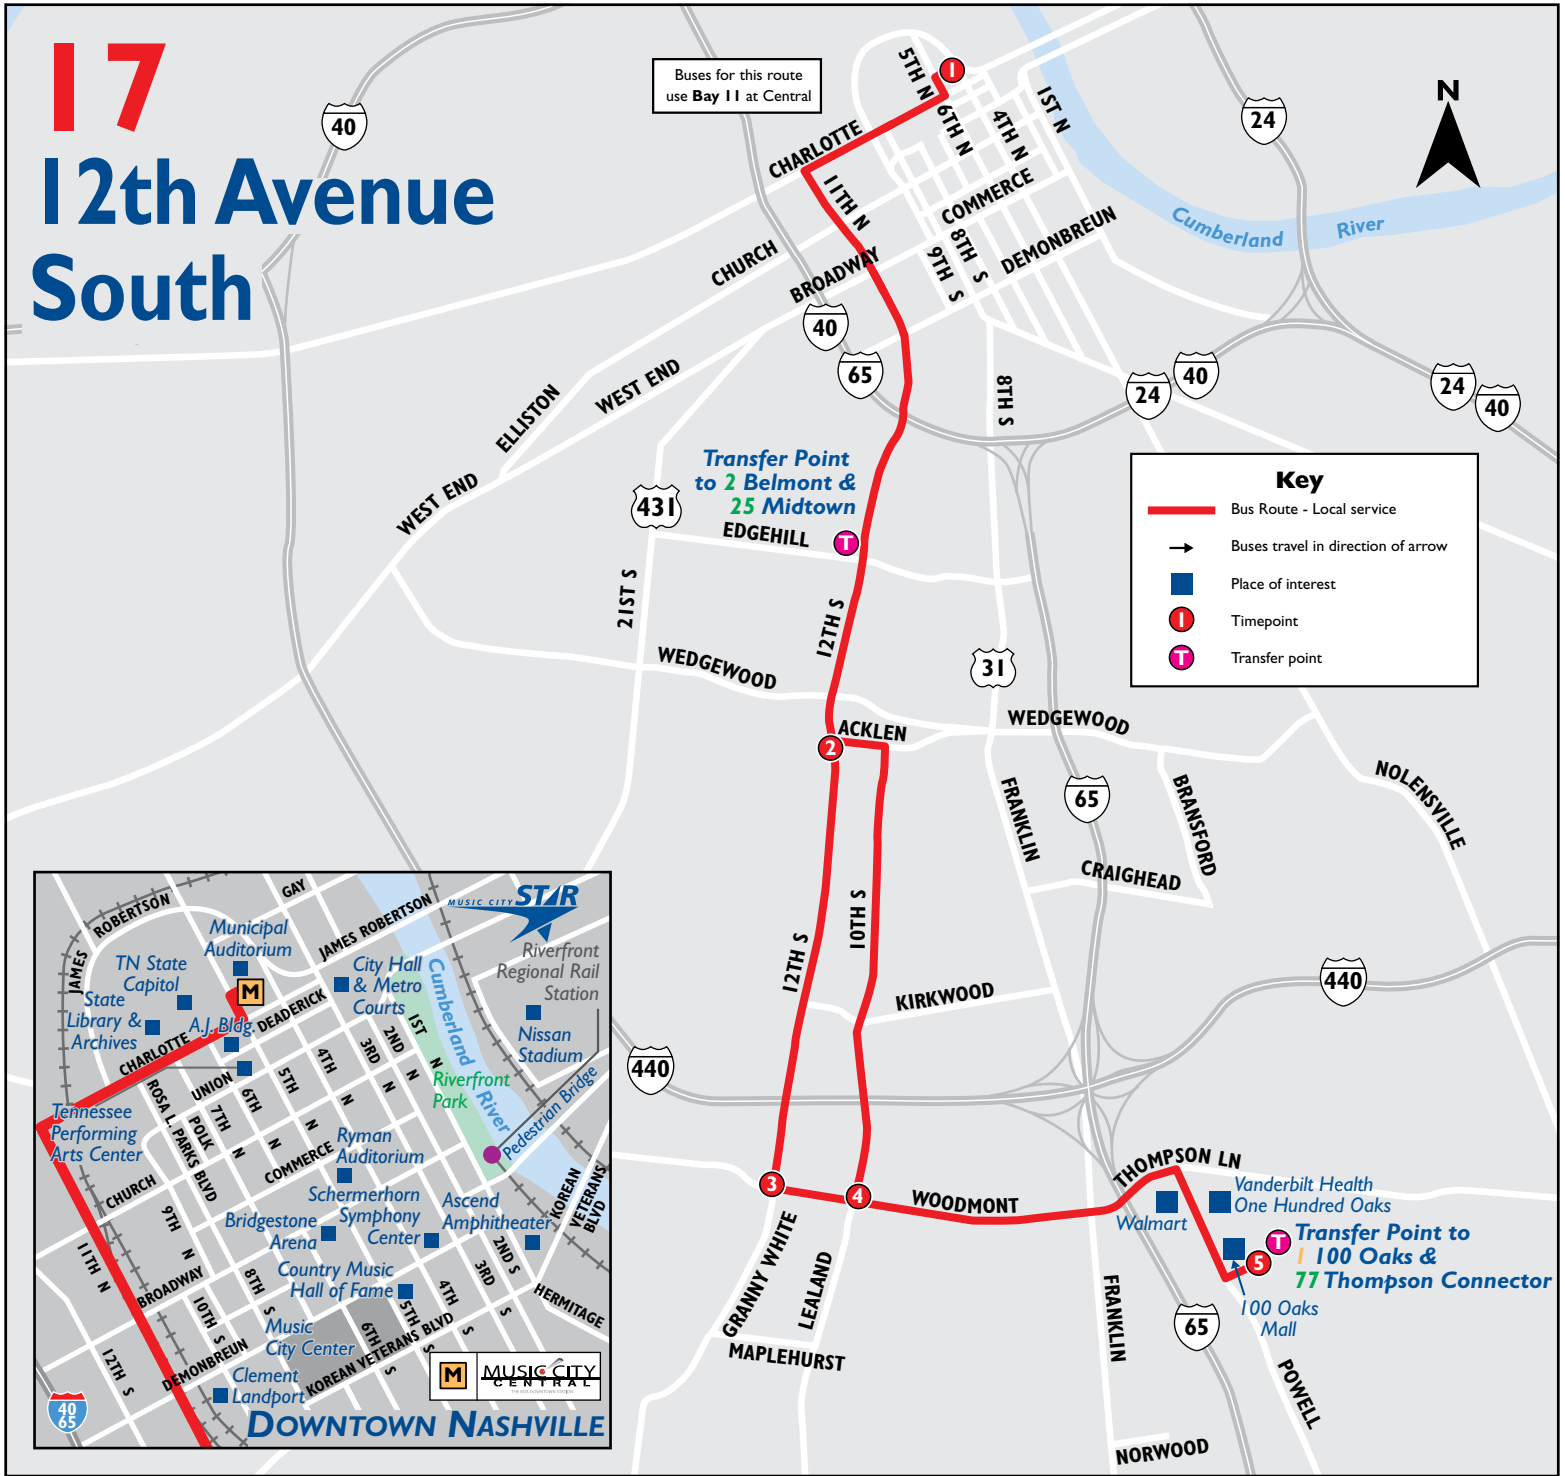 17
12th Avenue
South
Buses for this route
use Bay 11 at Central
N
40
24
5TH N
1
6TH N
4TH N
1ST N
CHARLOTTE
11TH N
COMMERCE
Cumberland River
CHURCH
BROADWAY
8TH S
9TH S
DEMONBREUN
40
65
ELLISTON
WEST END
WEST END
8TH S
24
40
24
40
Transfer Point
to 2 Belmont &
25 Midtown
431
EDGEHILL
T
21ST S
12TH S
Key
Bus Route - Local service
Buses travel in direction of arrow
Place of interest
1
Timepoint
T
Transfer point
31
WEDGEWOOD
WEDGEWOOD
ACKLEN
2
FRANKLIN
65
BRANSFORD
NOLENSVILLE
CRAIGHEAD
12TH S
10TH S
KIRKWOOD
440
440
3
4
WOODMONT
THOMPSON LN
Walmart
Vanderbilt Health
One Hundred Oaks
T
5
Transfer Point to
1 100 Oaks &
77 Thompson Connector
100 Oaks
Mall
GRANNY WHITE
LEALAND
MAPLEHURST
FRANKLIN
65
POWELL
NORWOOD
ROBERTSON
JAMES
GAY
JAMES ROBERTSON
MUSIC CITY STAR
Municipal
Auditorium
TN State
Capitol
State
Library &
Archives
M
A.J. Bldg.
DEADERICK
City Hall
& Metro
Courts
Cumberland
River
Riverfront
Regional Rail
Station
Nissan
Stadium
CHARLOTTE
UNION
1ST N
2ND N
3RD N
4TH N
5TH N
6TH N
7TH N
POLK
ROSA L. PARKS BLVD
Riverfront
Park
Pedestrian Bridge
Tennessee
Performing
Arts Center
CHURCH
COMMERCE
Ryman
Auditorium
Schermerhorn
Symphony
Center
Ascend
Amphitheater
Bridgestone
Arena
KOREAN
VETERANS
BLVD
9TH N
11TH N
BROADWAY
8TH S
10TH S
12TH S
Country Music
Hall of Fame
2ND S
3RD S
4TH S
5TH S
6TH S
HERMITAGE
Music
City Center
DEMONBREUN
KOREAN VETERANS BLVD
Clement
Landport
M
MUSIC CITY
CENTRAL
40
65
DOWNTOWN NASHVILLE